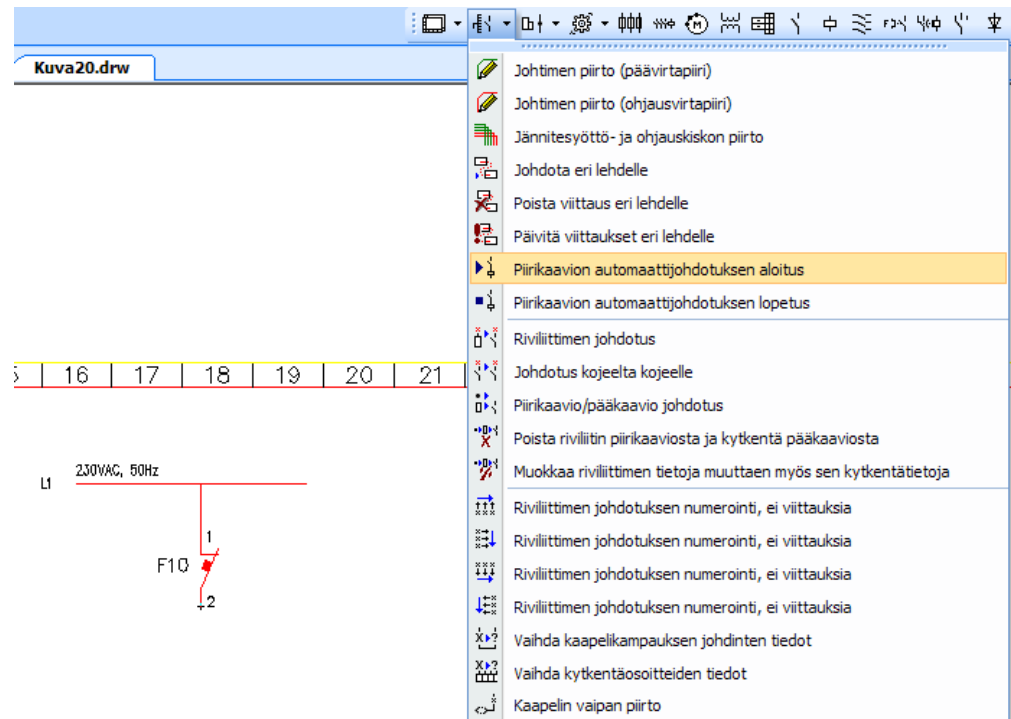 Kuva20.drw
Johtimen piirto (päävirtapiiri)
Johtimen piirto (ohjausvirtapiiri)
Jännitesyöttö- ja ohjauskiskon piirto
Johdota eri lehdelle
Poista viittaus eri lehdelle
Päivitä viittaukset eri lehdelle
Piirikaavion automaattijohdotuksen aloitus
Piirikaavion automaattijohdotuksen lopetus
Riviliittimen johdotus
Johdotus kojeelta kojeelle
Piirikaavio/pääkaavio johdotus
Poista riviliitin piirikaaviosta ja kytkentä pääkaaviosta
Muokkaa riviliittimen tietoja muuttaen myös sen kytkentätietoja
Riviliittimen johdotuksen numerointi, ei viittauksia
Riviliittimen johdotuksen numerointi, ei viittauksia
Riviliittimen johdotuksen numerointi, ei viittauksia
Riviliittimen johdotuksen numerointi, ei viittauksia
Vaihda kaapelikampauksen johdinten tiedot
Vaihda kytkentäosoitteiden tiedot
Kaapelin vaipan piirto
16 17 18 19 20 21
230VAC, 50Hz
L1
1
F10
2